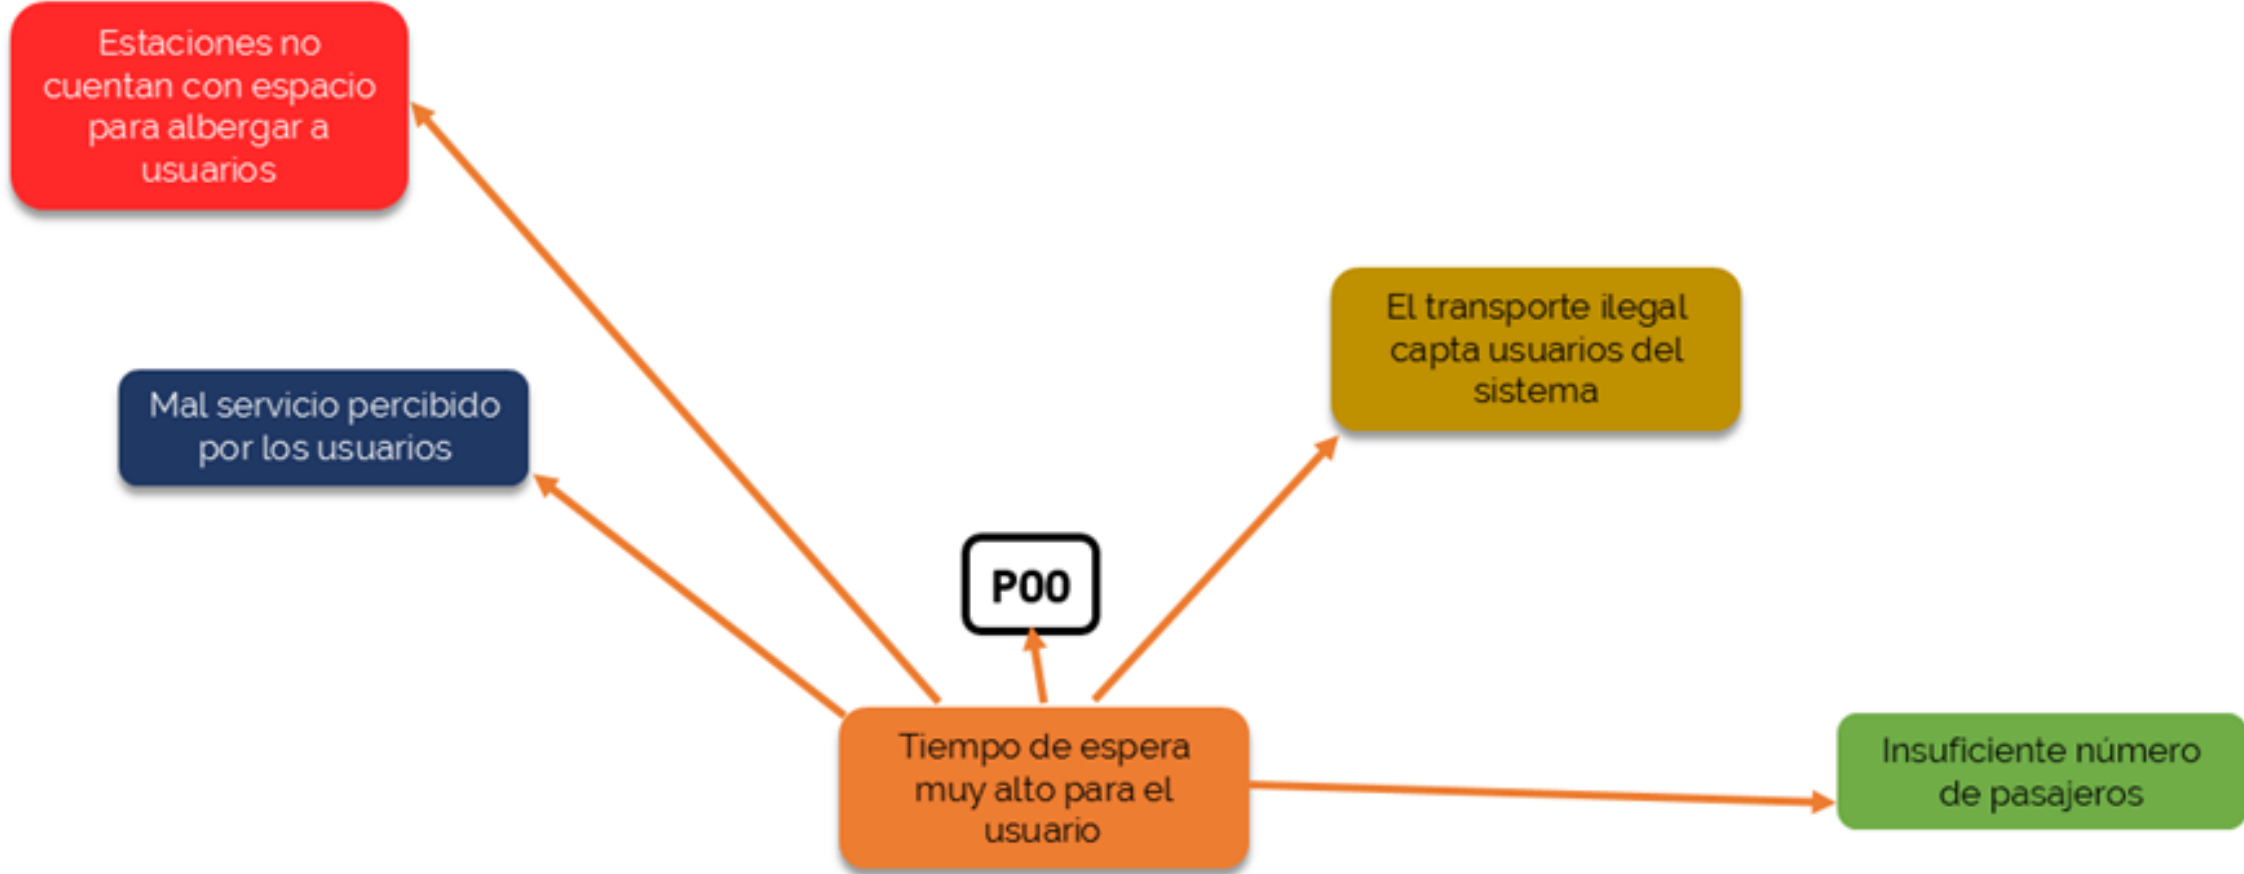 Estaciones no
cuentan con espacio
para albergar a
usuarios
El transporte ilegal
capta usuarios del
sistema
Mal servicio percibido
por los usuarios
P00
Tiempo de espera
muy alto para el
usuario
Insuficiente número
de pasajeros